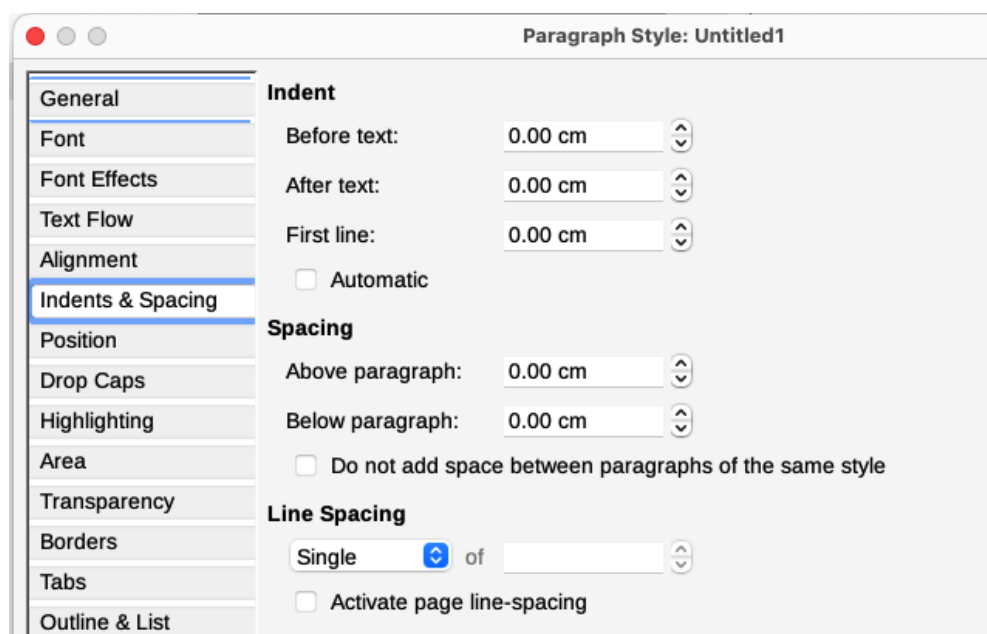 Paragraph Style: Untitled1
General
Font
Font Effects
Text Flow
Alignment
Indents & Spacing
Position
Drop Caps
Highlighting
Area
Transparency
Borders
Tabs
Outline & List
Indent
Before text: 0.00 cm
After text: 0.00 cm
First line: 0.00 cm
Automatic
Spacing
Above paragraph: 0.00 cm
Below paragraph: 0.00 cm
Do not add space between paragraphs of the same style
Line Spacing
Single of
Activate page line-spacing